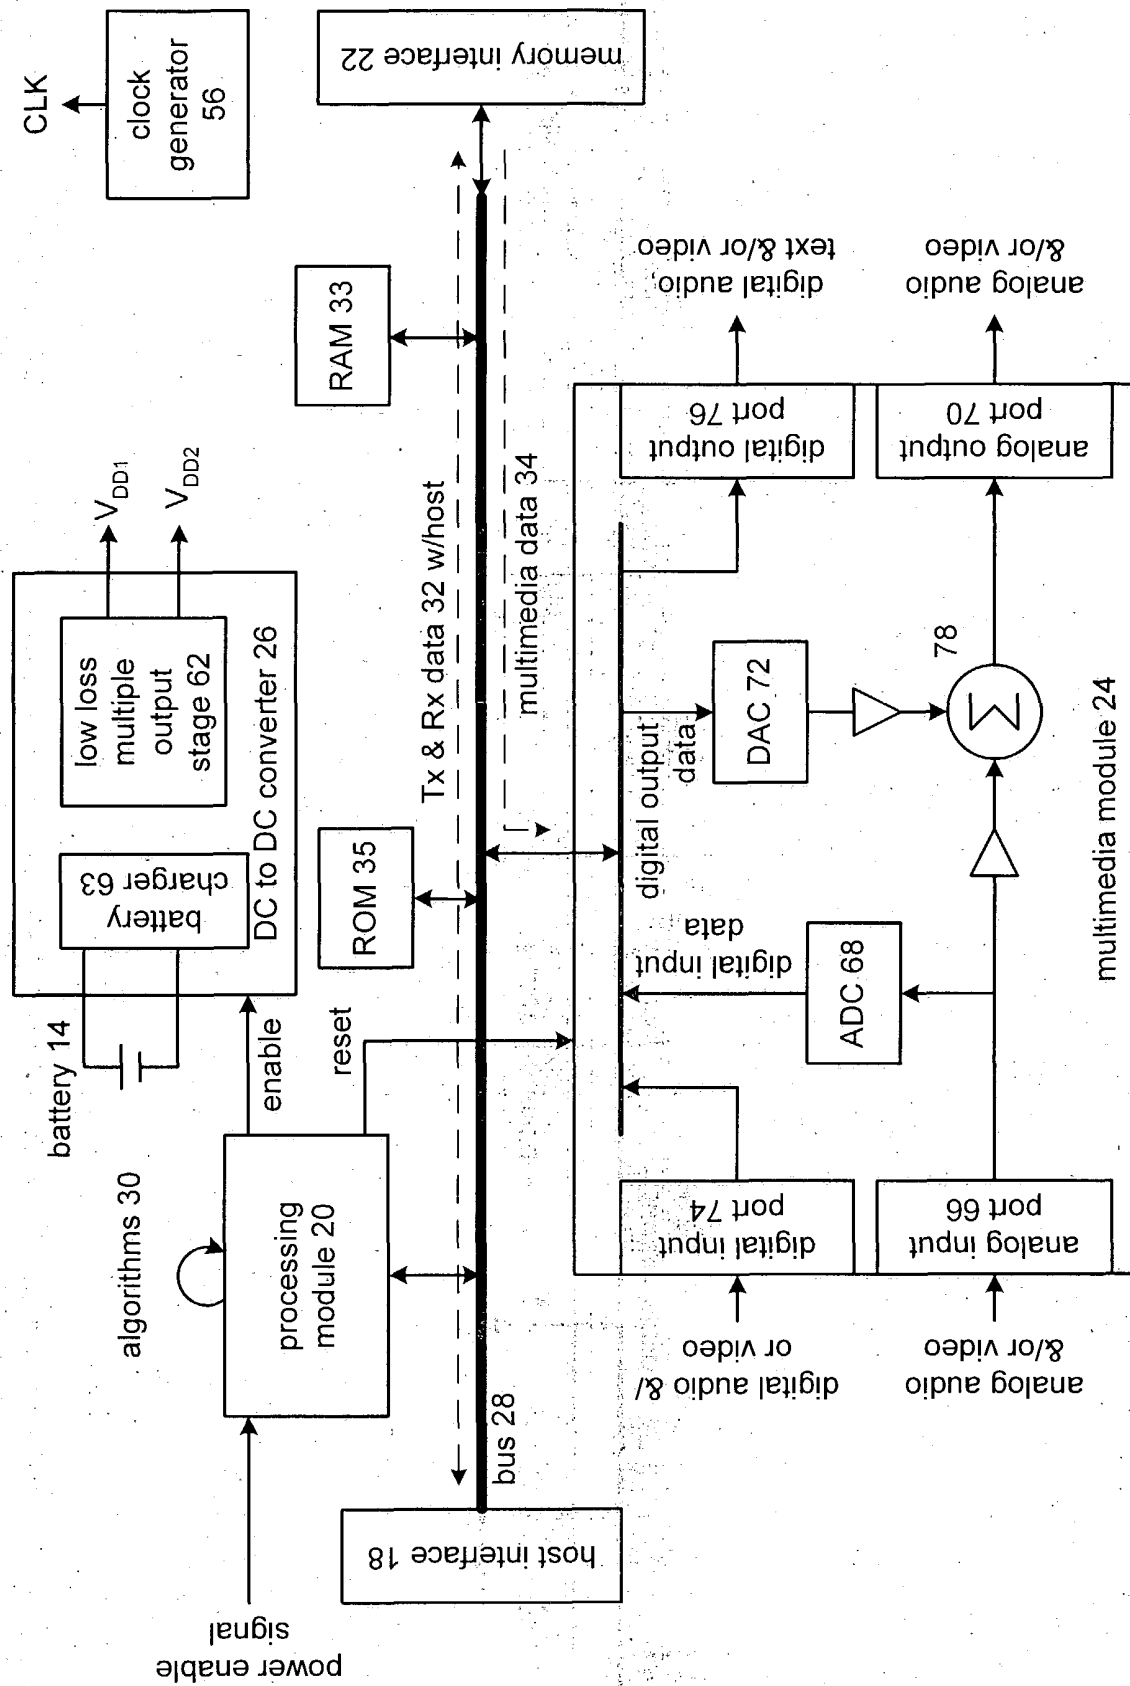 power enable
signal
host interface 18
algorithms 30
processing
module 20
battery 14
enable
reset
battery
charger 63
low loss
multiple
output
stage 62
DC to DC converter 26
V DD1
V DD2
CLK
clock
generator
56
ROM 35
RAM 33
Tx & Rx data 32 w/host
multimedia data 34
bus 28
memory interface 22
digital audio &/
or video
analog audio
&/or video
digital input
port 74
analog input
port 66
digital input
data
ADC 68
digital output
data
DAC 72
Σ
78
digital output
port 76
analog output
port 70
digital audio,
text &/or video
analog audio
&/or video
multimedia module 24